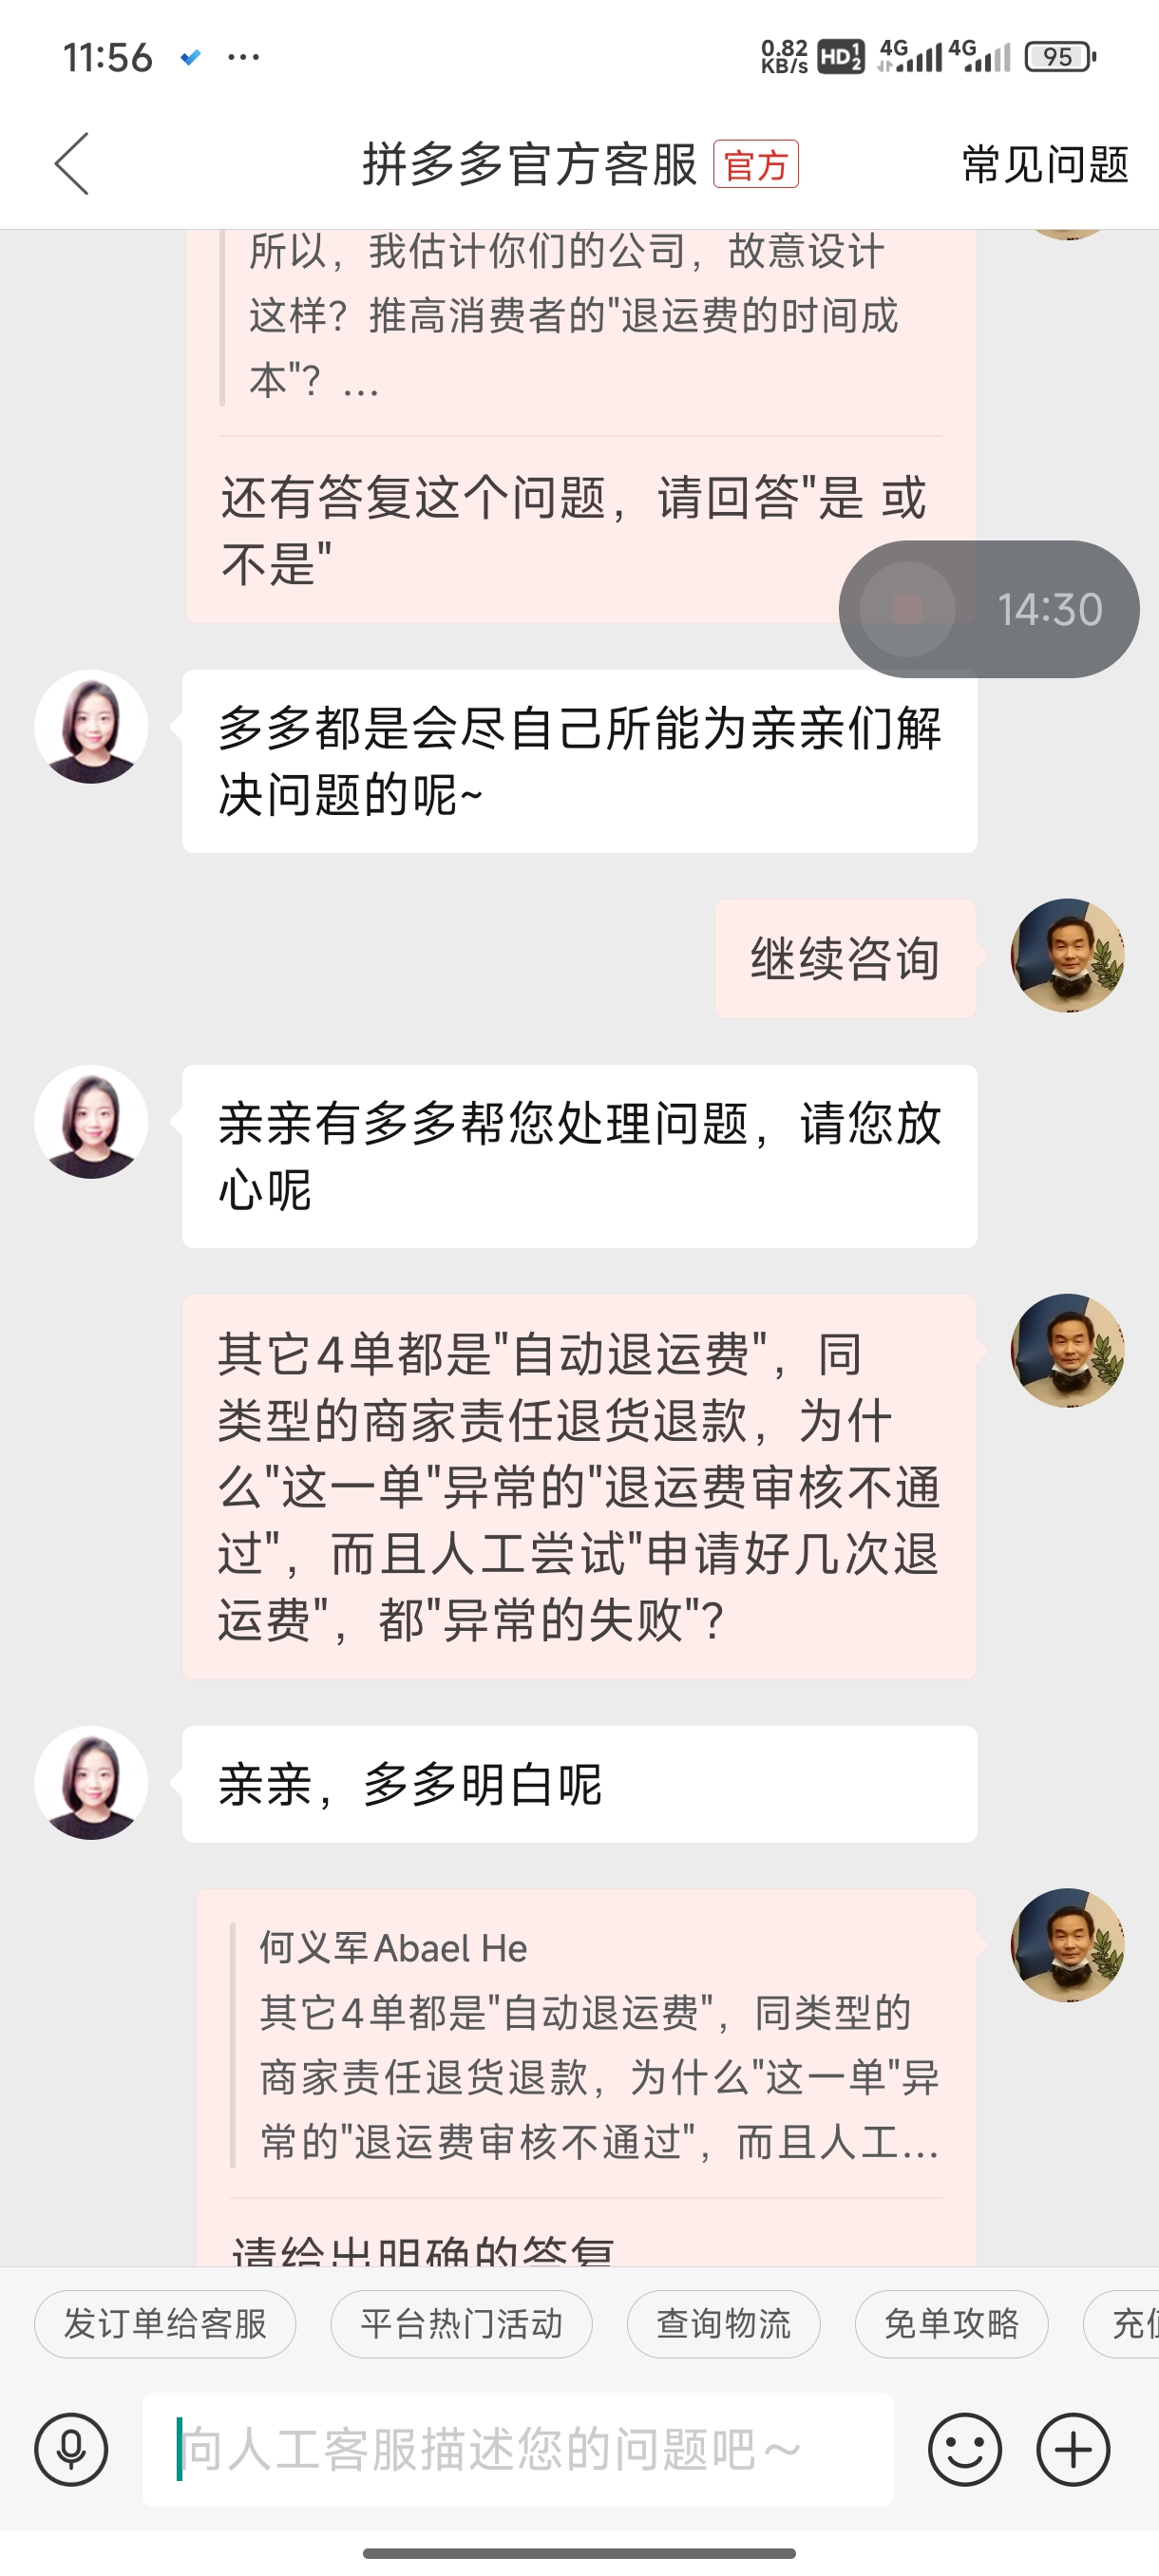 11:56
0.82
KB/s
HD 1
2
4G
4G
95
拼多多官方客服
官方
常见问题
所以，我估计你们的公司，故意设计
这样？推高消费者的"退运费的时间成
本"？...
还有答复这个问题，请回答"是 或
不是"
14:30
多多都是会尽自己所能为亲亲们解
决问题的呢~
继续咨询
亲亲有多多帮您处理问题，请您放
心呢
其它4单都是"自动退运费"，同
类型的商家责任退货退款，为什
么"这一单"异常的"退运费审核不通
过"，而且人工尝试"申请好几次退
运费"，都"异常的失败"？
亲亲，多多明白呢
何义军Abael He
其它4单都是"自动退运费"，同类型的
商家责任退货退款，为什么"这一单"异
常的"退运费审核不通过"，而且人工...
请给出明确的答复
发订单给客服
平台热门活动
查询物流
免单攻略
充值
向人工客服描述您的问题吧～